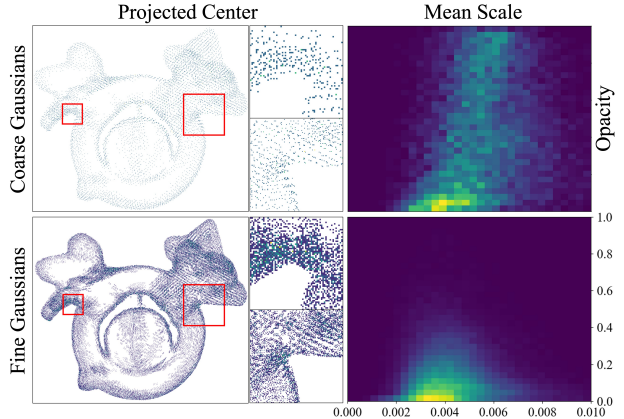 Projected Center
Mean Scale
Coarse Gaussians
Opacity
Fine Gaussians
1.0
0.8
0.6
0.4
0.2
0.0
0.000 0.002 0.004 0.006 0.008 0.010